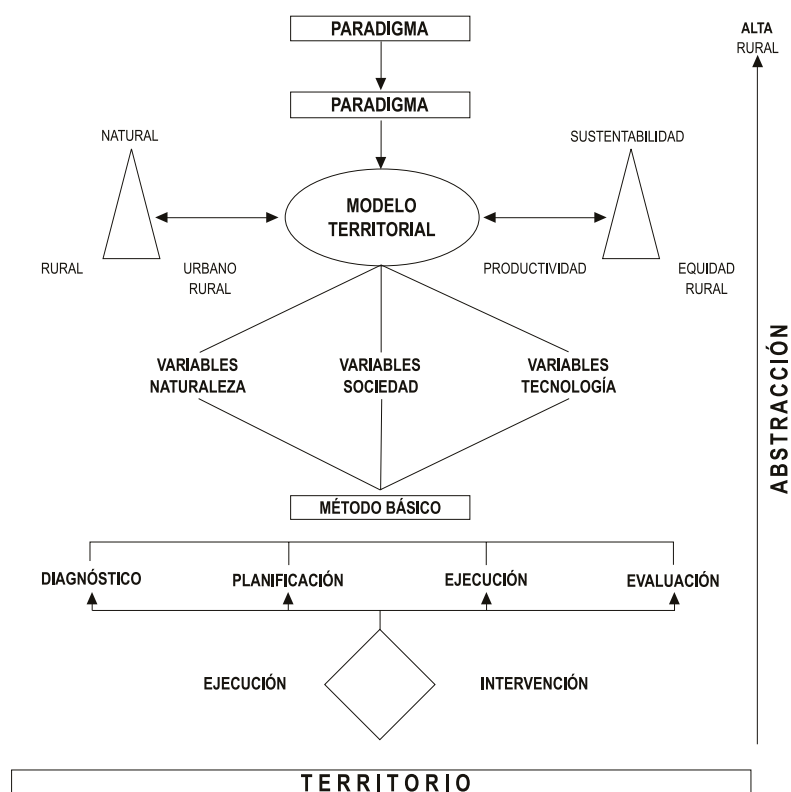 PARADIGMA
ALTA
RURAL
PARADIGMA
NATURAL
SUSTENTABILIDAD
MODELO
TERRITORIAL
RURAL
URBANO
RURAL
PRODUCTIVIDAD
EQUIDAD
RURAL
VARIABLES
NATURALEZA
VARIABLES
SOCIEDAD
VARIABLES
TECNOLOGÍA
ABSTRACCIÓN
MÉTODO BÁSICO
DIAGNÓSTICO
PLANIFICACIÓN
EJECUCIÓN
EVALUACIÓN
EJECUCIÓN
INTERVENCIÓN
TERRITORIO